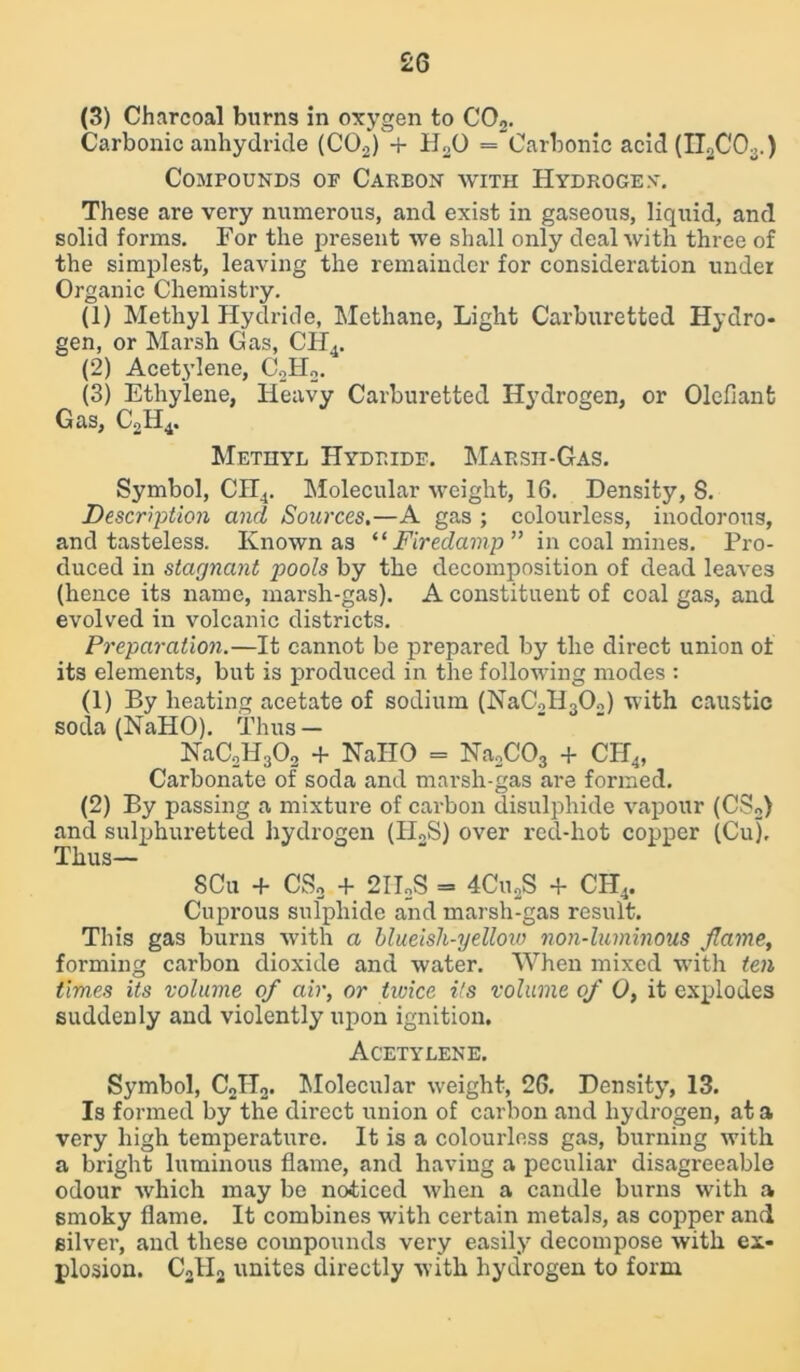 26
(3) Charcoal burns in oxygen to CO₂.
Carbonic anhydride (CO₂) + H₂O = Carbonic acid (H₂CO₃.)
COMPOUNDS OF CARBON WITH HYDROGEN.
These are very numerous, and exist in gaseous, liquid, and
solid forms. For the present we shall only deal with three of
the simplest, leaving the remainder for consideration under
Organic Chemistry.
(1) Methyl Hydride, Methane, Light Carburetted Hydro-
gen, or Marsh Gas, CH₄.
(2) Acetylene, C₂H₂.
(3) Ethylene, Heavy Carburetted Hydrogen, or Olefiant
Gas, C₂H₄.
METHYL HYDRIDE. MARSH-GAS.
Symbol, CH₄. Molecular weight, 16. Density, 8.
Description and Sources.—A gas; colourless, inodorous,
and tasteless. Known as “Firedamp” in coal mines. Pro-
duced in stagnant pools by the decomposition of dead leaves
(hence its name, marsh-gas). A constituent of coal gas, and
evolved in volcanic districts.
Preparation.—It cannot be prepared by the direct union of
its elements, but is produced in the following modes :
(1) By heating acetate of sodium (NaC₂H₃O₂) with caustic
soda (NaHO). Thus—
NaC₂H₃O₂ + NaHO = Na₂CO₃ + CH₄,
Carbonate of soda and marsh-gas are formed.
(2) By passing a mixture of carbon disulphide vapour (CS₂)
and sulphuretted hydrogen (H₂S) over red-hot copper (Cu).
Thus—
8Cu + CS₂ + 2H₂S = 4Cu₂S + CH₄.
Cuprous sulphide and marsh-gas result.
This gas burns with a blueish-yellow non-luminous flame,
forming carbon dioxide and water. When mixed with ten
times its volume of air, or twice its volume of O, it explodes
suddenly and violently upon ignition.
ACETYLENE.
Symbol, C₂H₂. Molecular weight, 26. Density, 13.
Is formed by the direct union of carbon and hydrogen, at a
very high temperature. It is a colourless gas, burning with
a bright luminous flame, and having a peculiar disagreeable
odour which may be noticed when a candle burns with a
smoky flame. It combines with certain metals, as copper and
silver, and these compounds very easily decompose with ex-
plosion. C₂H₂ unites directly with hydrogen to form